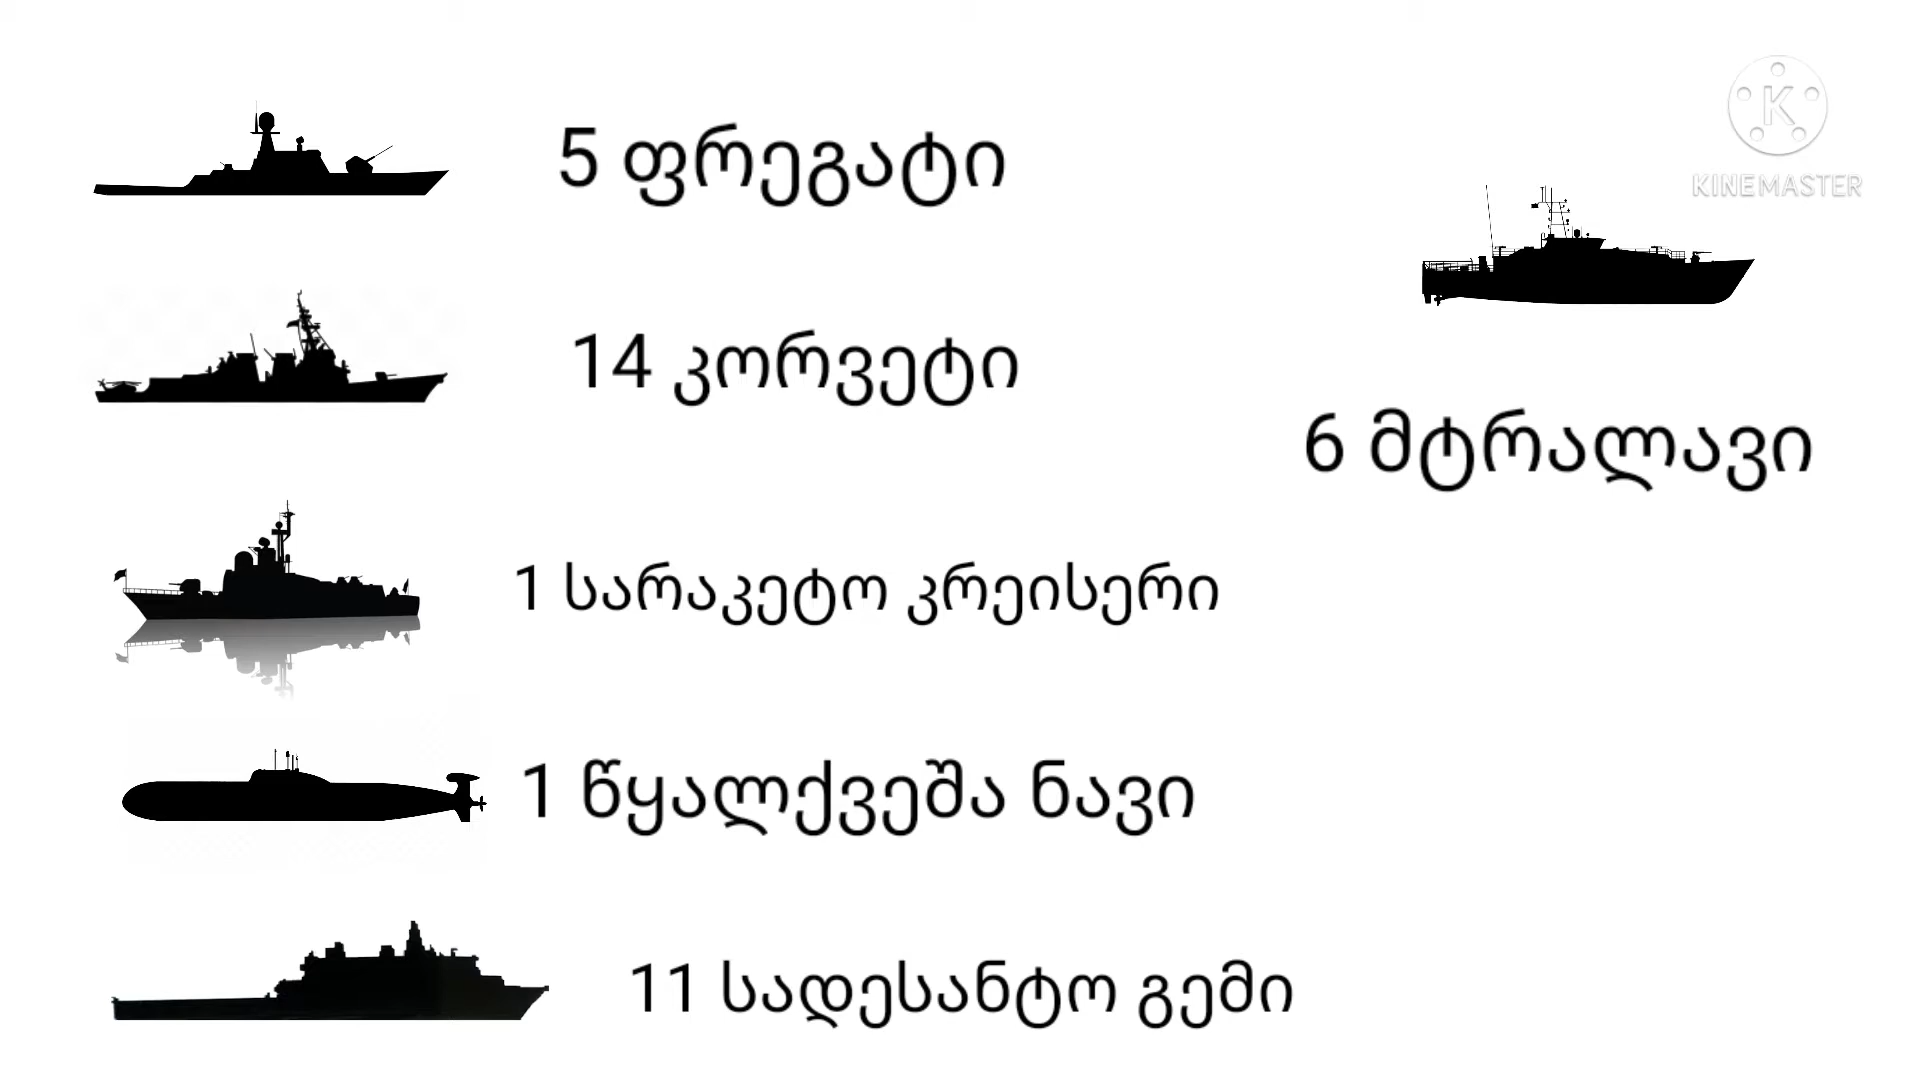 5 ფრეგატი
14 კორვეტი
1 სარაკეტო კრეისერი
1 წყალქვეშა ნავი
11 სადესანტო გემი
K
KINEMASTER
6 მტრალავი